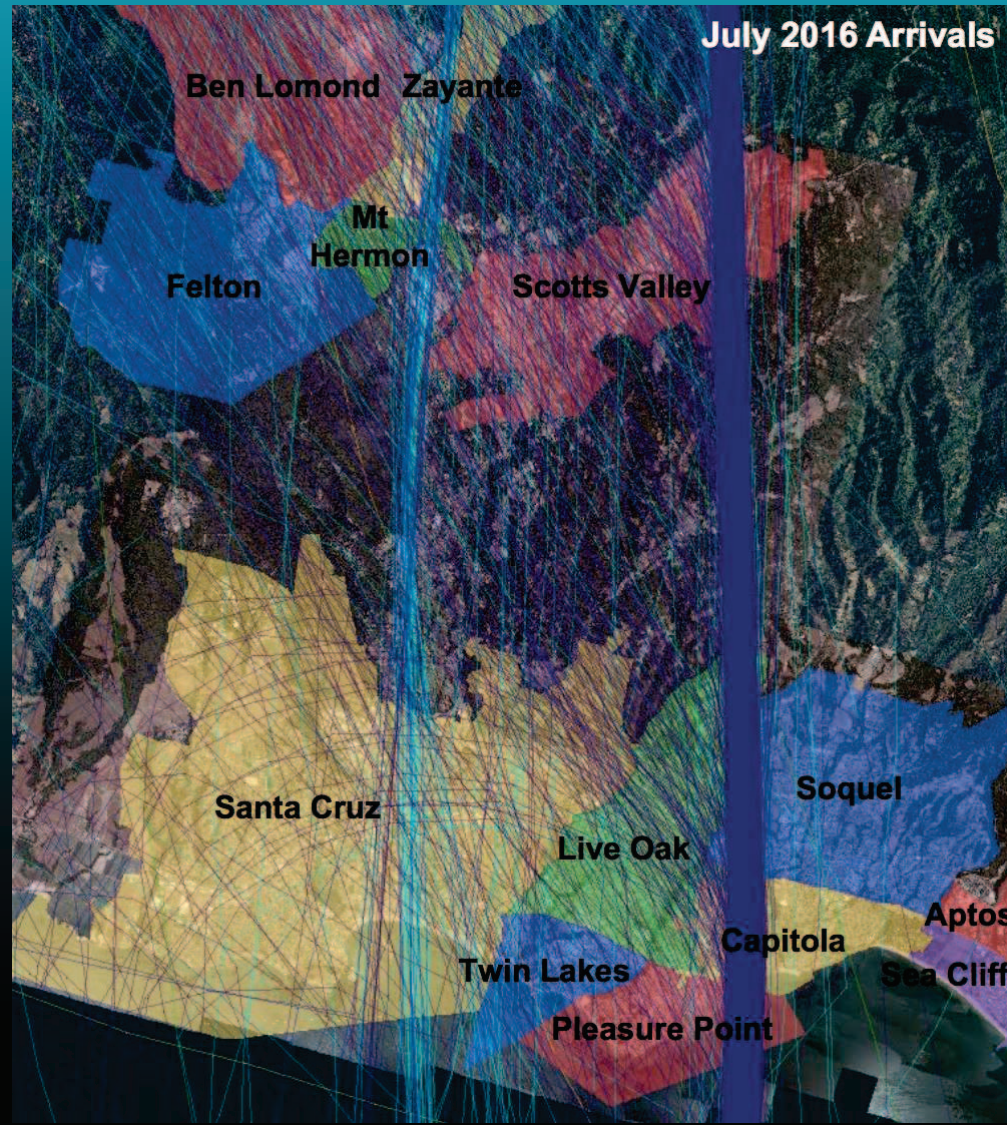 July 2016 Arrivals
Ben Lomond
Zayante
Mt
Hermon
Felton
Scotts Valley
Santa Cruz
Soquel
Live Oak
Aptos
Capitola
Twin Lakes
Sea Cliff
Pleasure Point